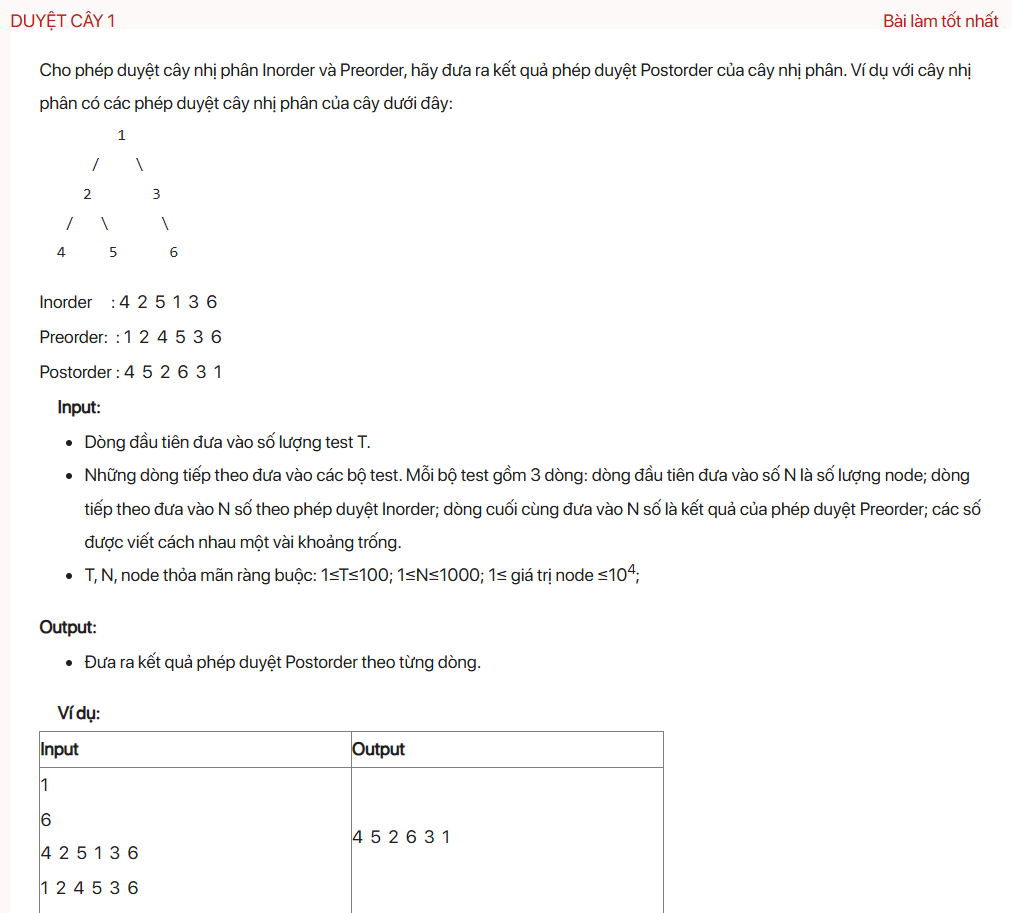 DUYỆT CÂY 1
Bài làm tốt nhất
Cho phép duyệt cây nhị phân Inorder và Preorder, hãy đưa ra kết quả phép duyệt Postorder của cây nhị phân. Ví dụ với cây nhị
phân có các phép duyệt cây nhị phân của cây dưới đây:
1
/ \
2 3
/ \ \
4 5 6
Inorder : 4 2 5 1 3 6
Preorder: : 1 2 4 5 3 6
Postorder : 4 5 2 6 3 1
Input:
• Dòng đầu tiên đưa vào số lượng test T.
• Những dòng tiếp theo đưa vào các bộ test. Mỗi bộ test gồm 3 dòng: dòng đầu tiên đưa vào số N là số lượng node; dòng
tiếp theo đưa vào N số theo phép duyệt Inorder; dòng cuối cùng đưa vào N số là kết quả của phép duyệt Preorder; các số
được viết cách nhau một vài khoảng trống.
• T, N, node thỏa mãn ràng buộc: 1≤T≤100; 1≤N≤1000; 1≤ giá trị node ≤10⁴;
Output:
• Đưa ra kết quả phép duyệt Postorder theo từng dòng.
Ví dụ:
Input Output
1
6
4 2 5 1 3 6
1 2 4 5 3 6
4 5 2 6 3 1